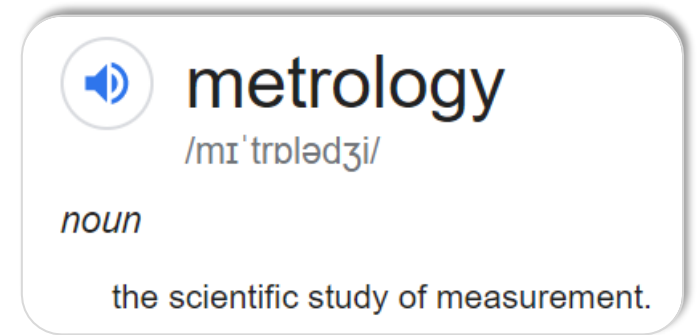 metrology
/mɪˈtrɒlədʒi/
noun
the scientific study of measurement.